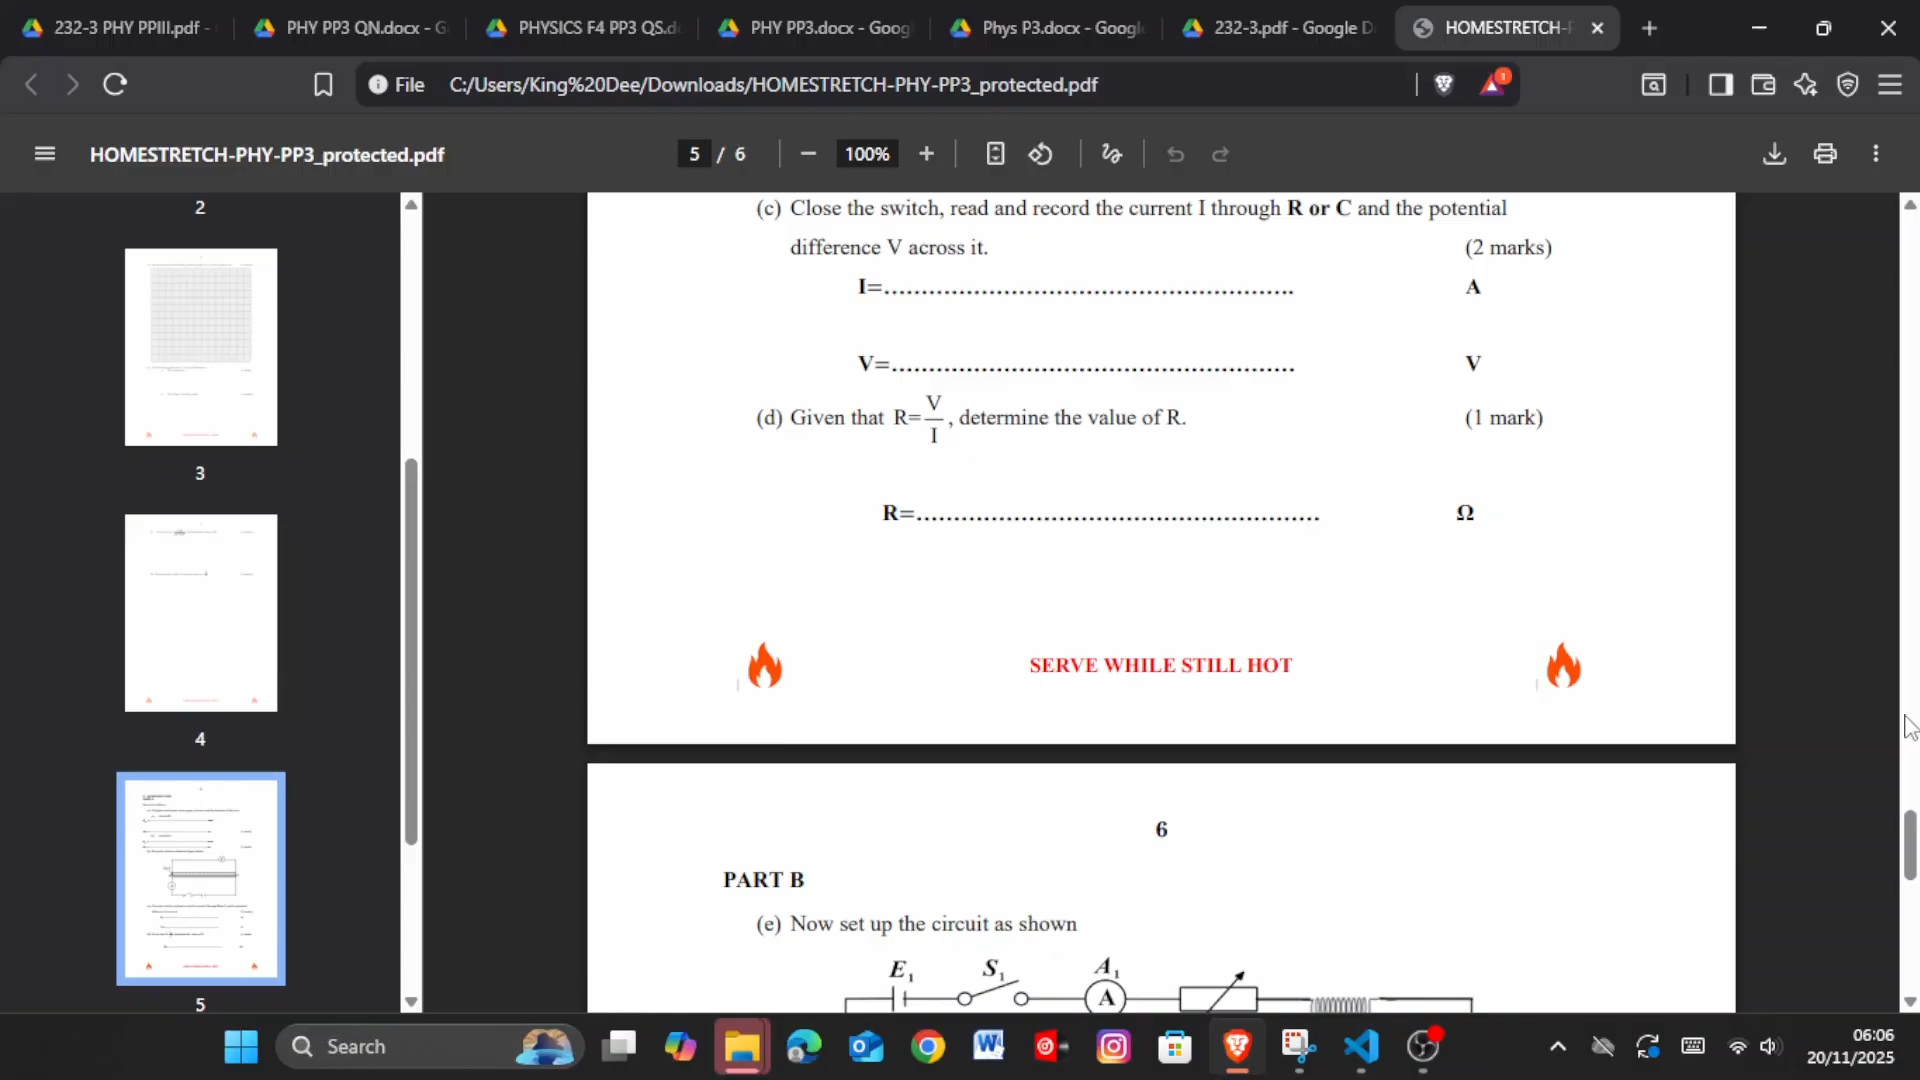 232-3 PHY PPIII.pdf -
PHY PP3 QN.docx - G
PHYSICS F4 PP3 QS.d
PHY PP3.docx - Goog
Phys P3.docx - Google
232-3.pdf - Google D
HOMESTRETCH-P
File C:/Users/King%20Dee/Downloads/HOMESTRETCH-PHY-PP3_protected.pdf
1
HOMESTRETCH-PHY-PP3_protected.pdf
5 / 6
100%
2
3
4
5
(c) Close the switch, read and record the current I through R or C and the potential
difference V across it. (2 marks)
I=............................................................ A
V=............................................................ V
(d) Given that R=V/I, determine the value of R. (1 mark)
R=............................................................ Ω
SERVE WHILE STILL HOT
6
PART B
(e) Now set up the circuit as shown
E₁ S₁ A₁
A
Search
06:06
20/11/2025